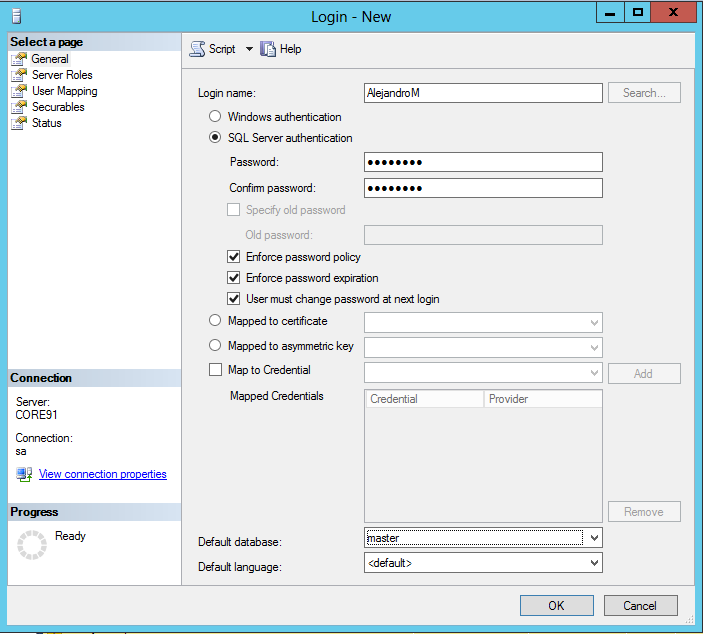 Login - New
Select a page
General
Server Roles
User Mapping
Securables
Status
Script
Help
Login name:
AlejandroM
Search...
Windows authentication
SQL Server authentication
Password:
●●●●●●●●
Confirm password:
●●●●●●●●
Specify old password
Old password:
Enforce password policy
Enforce password expiration
User must change password at next login
Mapped to certificate
Mapped to asymmetric key
Map to Credential
Add
Mapped Credentials
Credential
Provider
Remove
Default database:
master
Default language:
<default>
Connection
Server:
CORE91
Connection:
sa
View connection properties
Progress
Ready
OK
Cancel